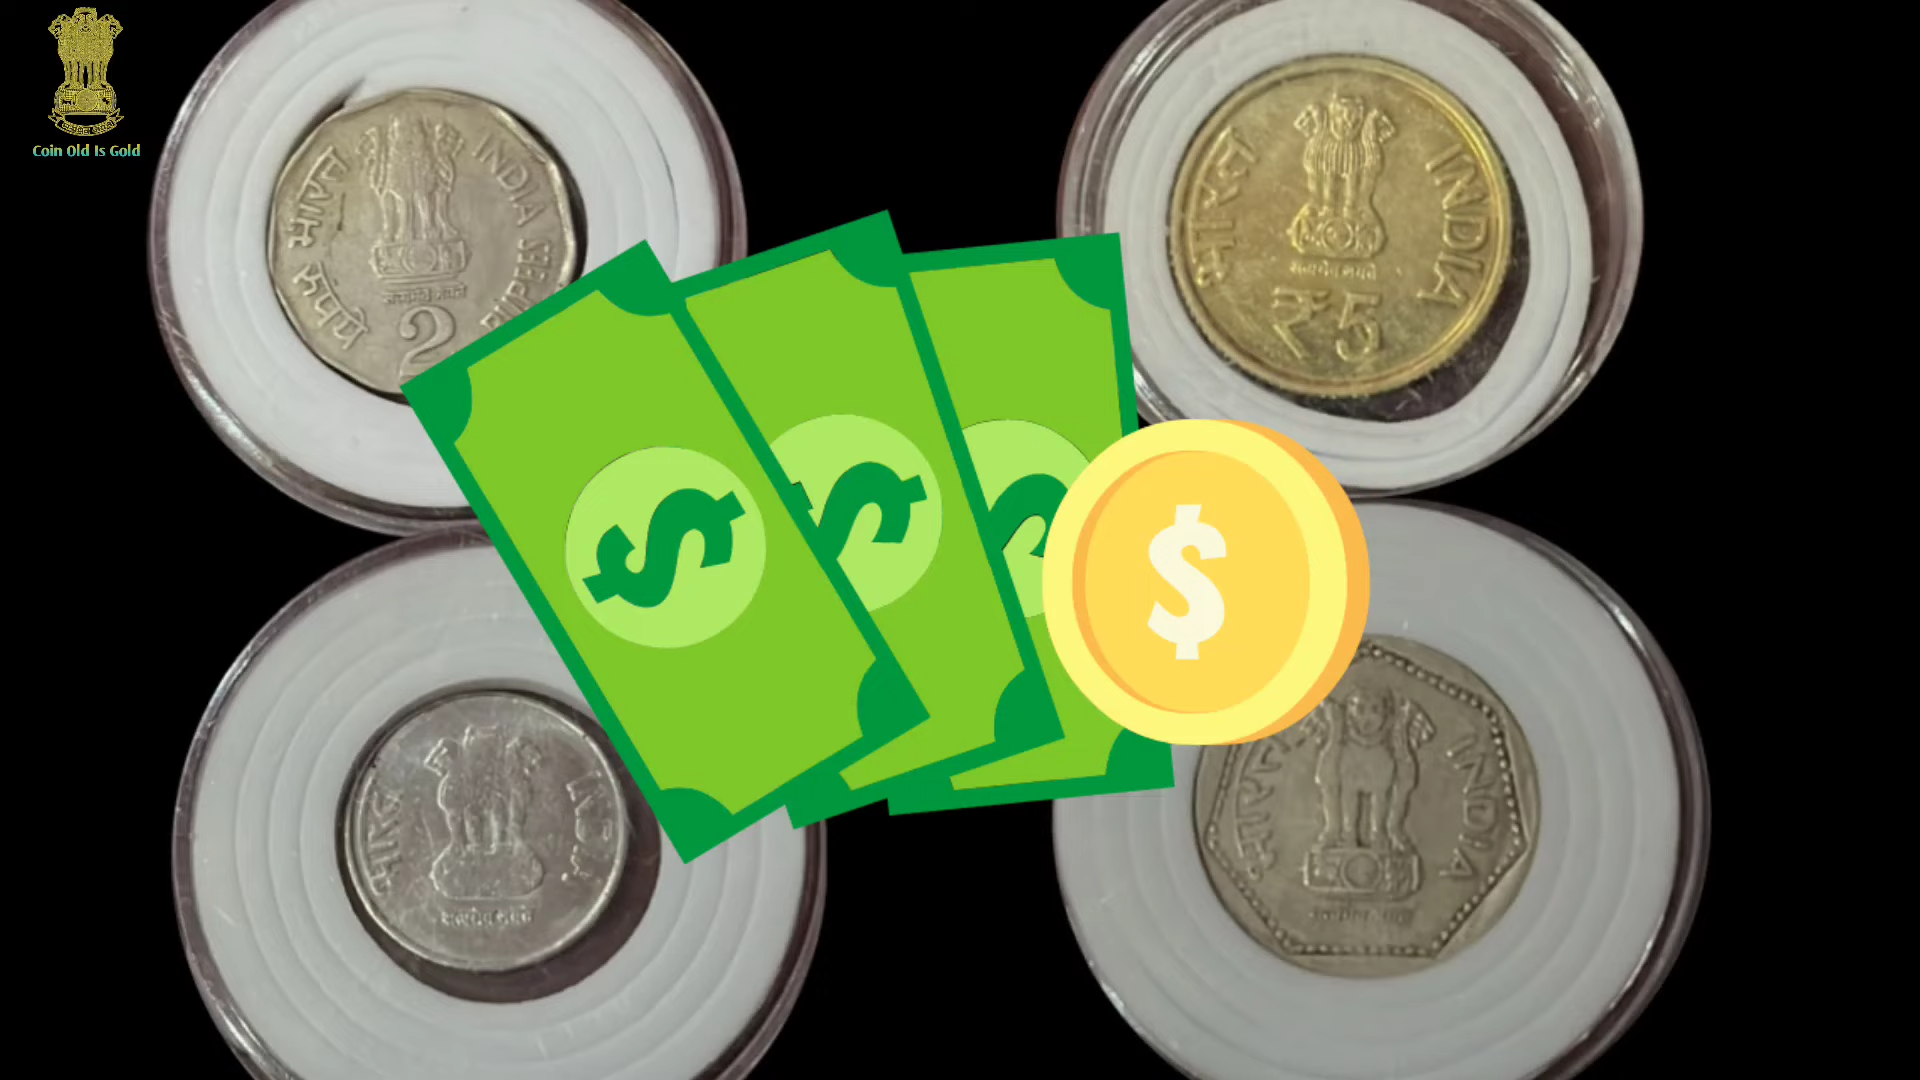 Coin Old Is Gold
भारत
INDIA
रुपये
2
RUPEES
सत्यमेव जयते
भारत
INDIA
सत्यमेव जयते
₹5
$
$
$
$
भारत
INDIA
सत्यमेव जयते
भारत
INDIA
सत्यमेव जयते